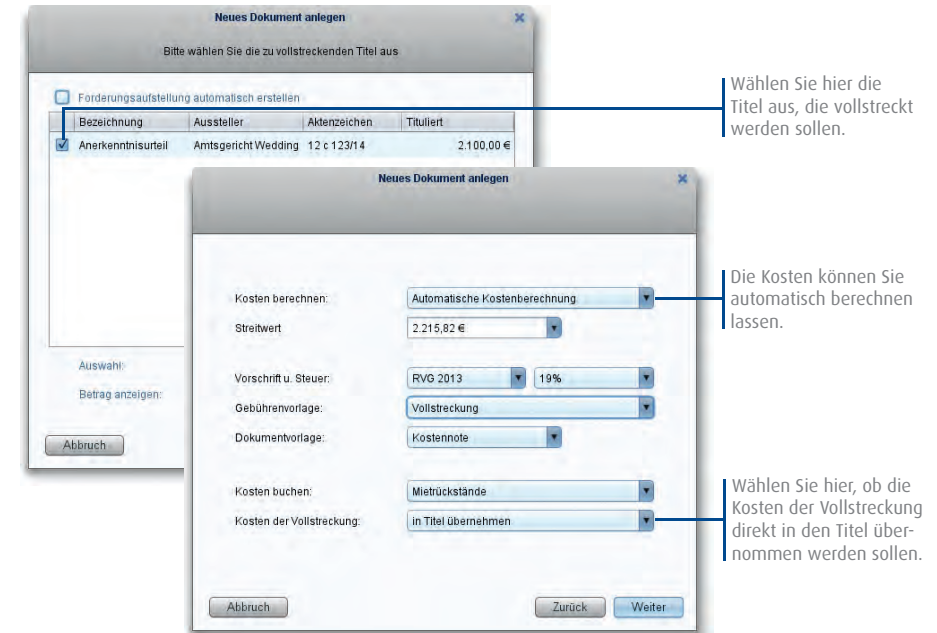 Neues Dokument anlegen
Bitte wählen Sie die zu vollstreckenden Titel aus
Forderungsaufstellung automatisch erstellen
Bezeichnung Aussteller Aktenzeichen Tituliert
Anerkenntnisurteil Amtsgericht Wedding 12 c 123/14 2.100,00 €
Auswahl:
Betrag anzeigen:
Abbruch
Wählen Sie hier die
Titel aus, die vollstreckt
werden sollen.
Neues Dokument anlegen
Kosten berechnen: Automatische Kostenberechnung
Streitwert 2.215,82 €
Vorschrift u. Steuer: RVG 2013 19%
Gebührenvorlage: Vollstreckung
Dokumentvorlage: Kostennote
Kosten buchen: Mietrückstände
Kosten der Vollstreckung: in Titel übernehmen
Abbruch Zurück Weiter
Die Kosten können Sie
automatisch berechnen
lassen.
Wählen Sie hier, ob die
Kosten der Vollstreckung
direkt in den Titel über-
nommen werden sollen.